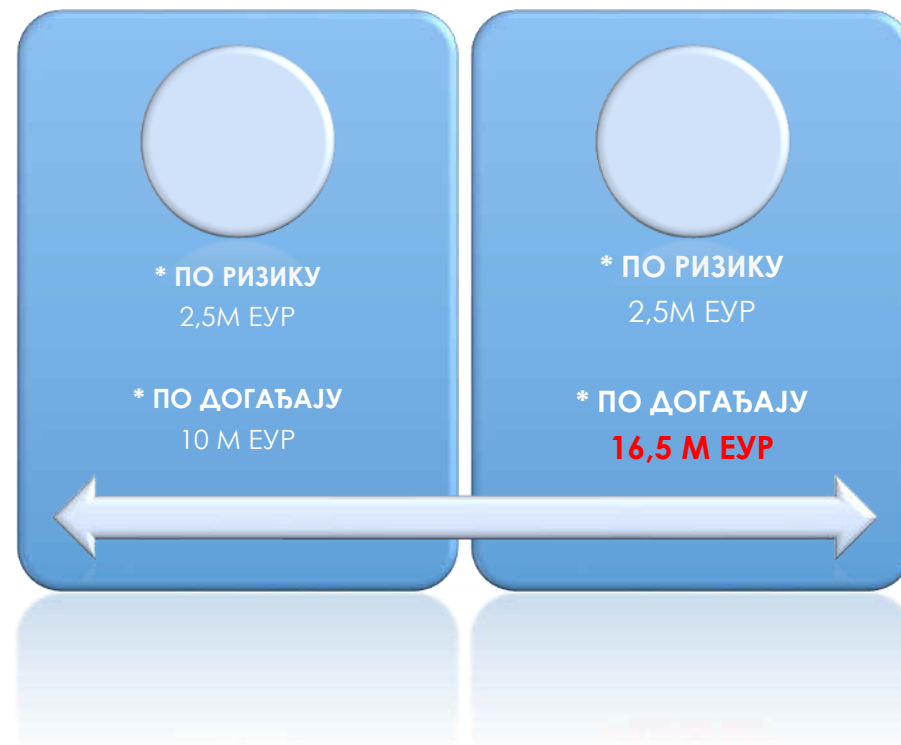 * ПО РИЗИКУ
2,5М ЕУР
* ПО ДОГАЂАЈУ
10 М ЕУР
* ПО РИЗИКУ
2,5М ЕУР
* ПО ДОГАЂАЈУ
16,5 М ЕУР